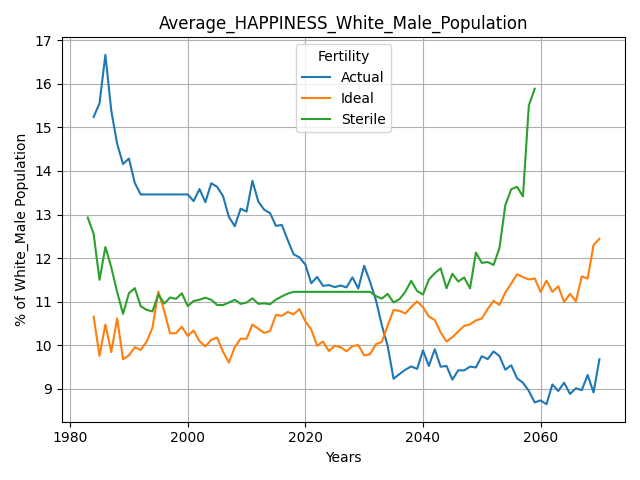 Average_HAPPINESS_White_Male_Population
17
16
15
14
13
12
11
10
9
% of White_Male Population
Fertility
Actual
Ideal
Sterile
1980
2000
2020
2040
2060
Years